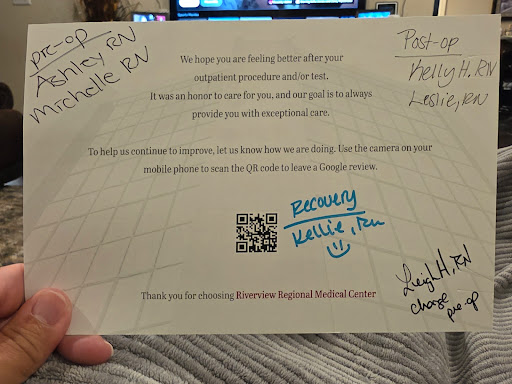 pre-op
Ashley RN
Michelle RN
Post-op
Kelly H. RN
Leslie, RN
We hope you are feeling better after your
outpatient procedure and/or test.
It was an honor to care for you, and our goal is to always
provide you with exceptional care.
To help us continue to improve, let us know how we are doing. Use the camera on your
mobile phone to scan the QR code to leave a Google review.
Recovery
Kellie, RN
Leigh H, RN
charge
pre-op
Thank you for choosing Riverview Regional Medical Center